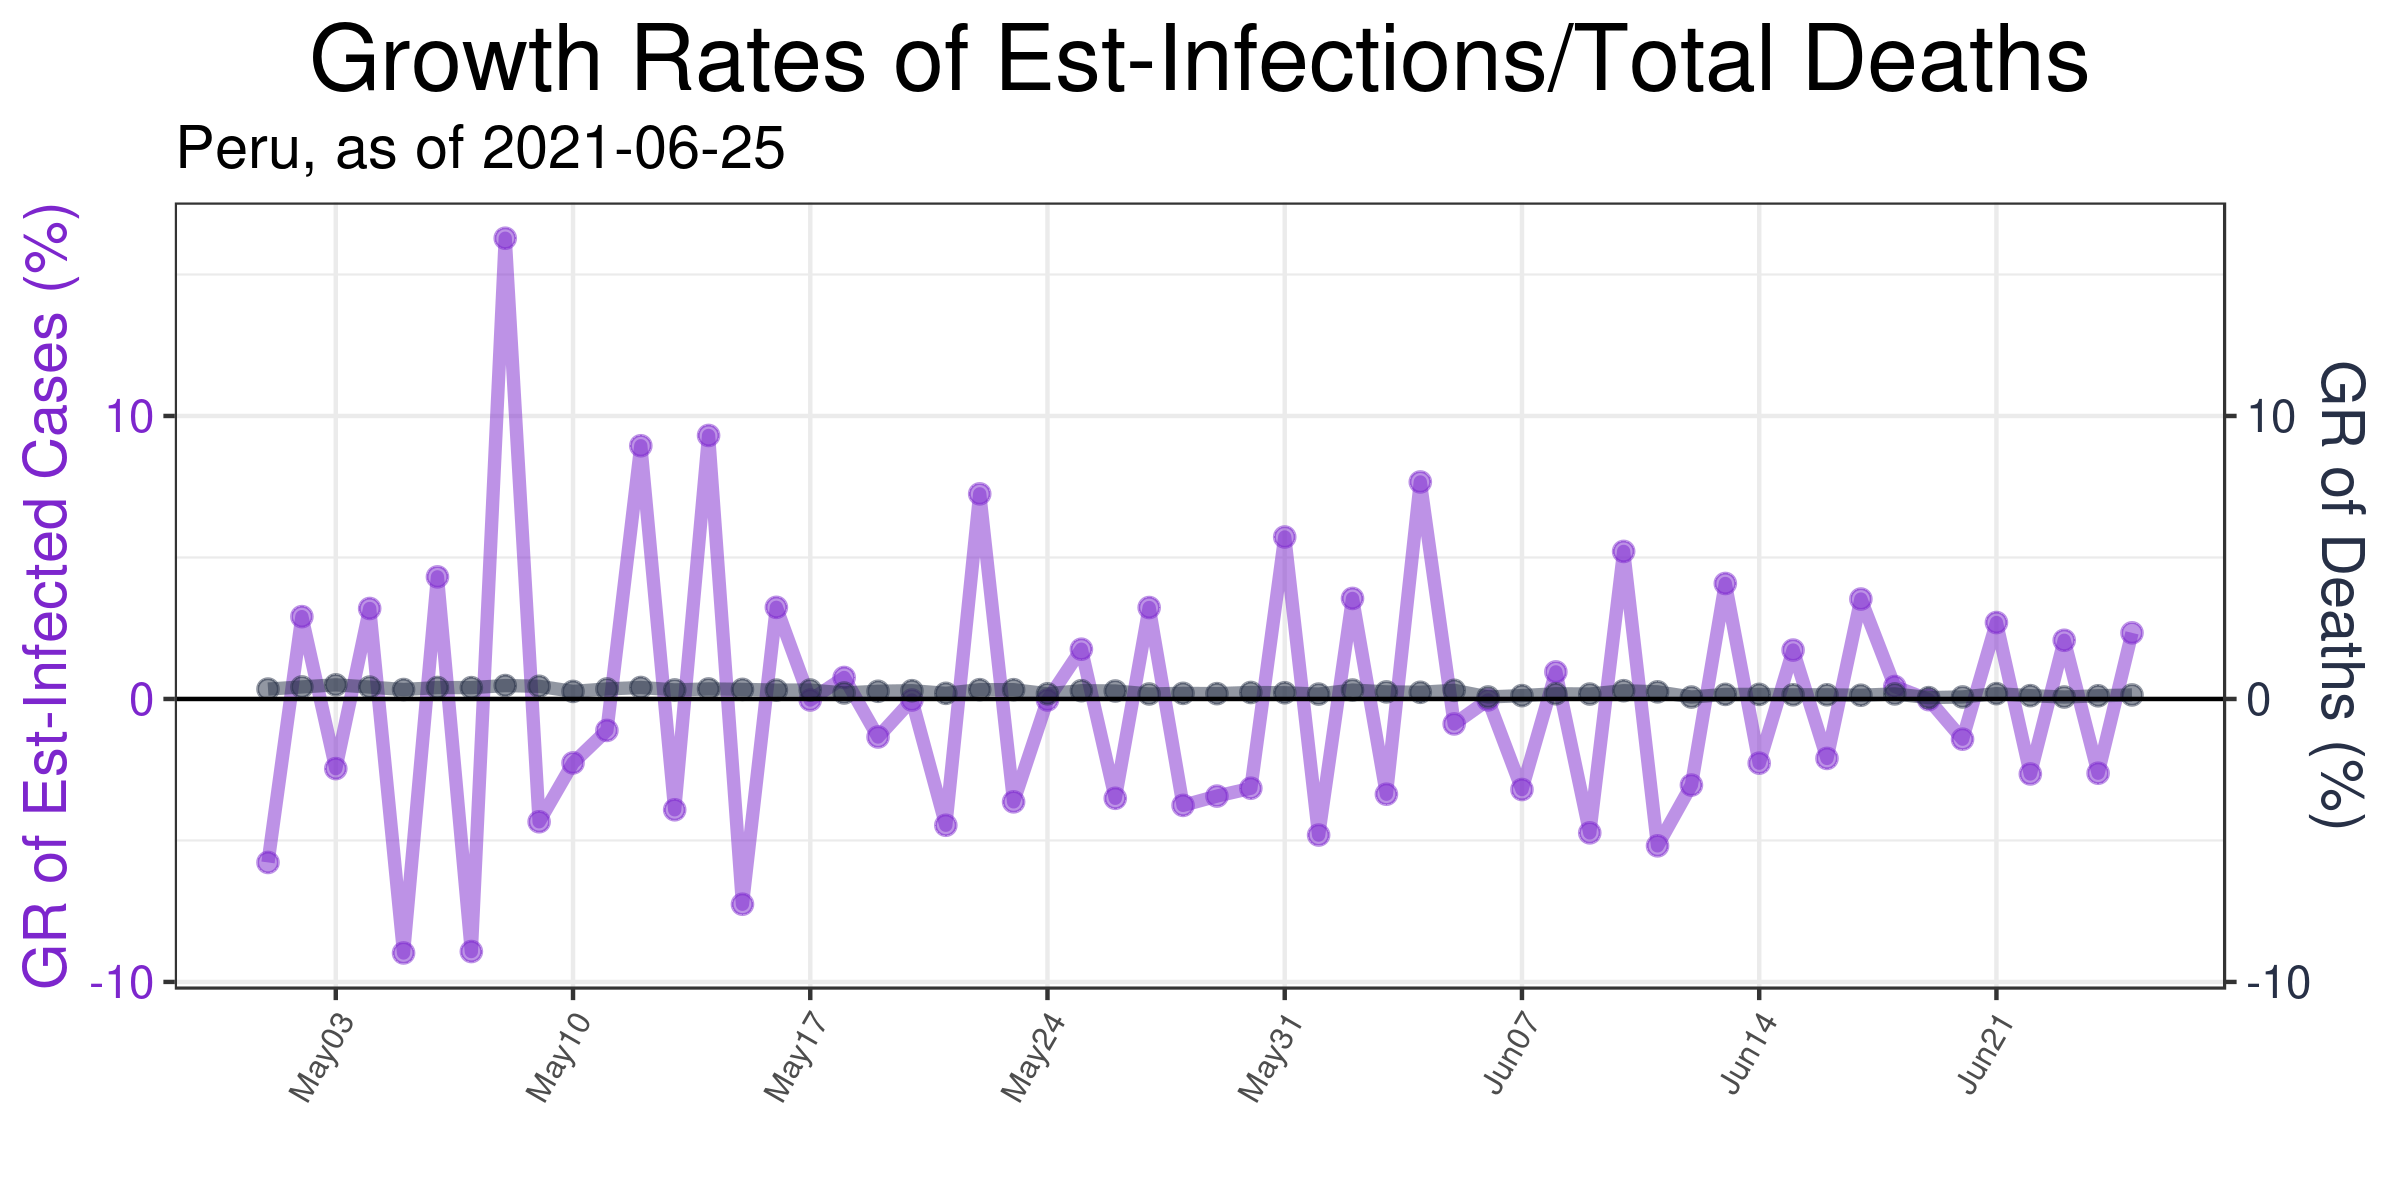 Growth Rates of Est-Infections/Total Deaths
Peru, as of 2021-06-25
GR of Est-Infected Cases (%)
10
0
-10
10
0
-10
GR of Deaths (%)
May03
May10
May17
May24
May31
Jun07
Jun14
Jun21